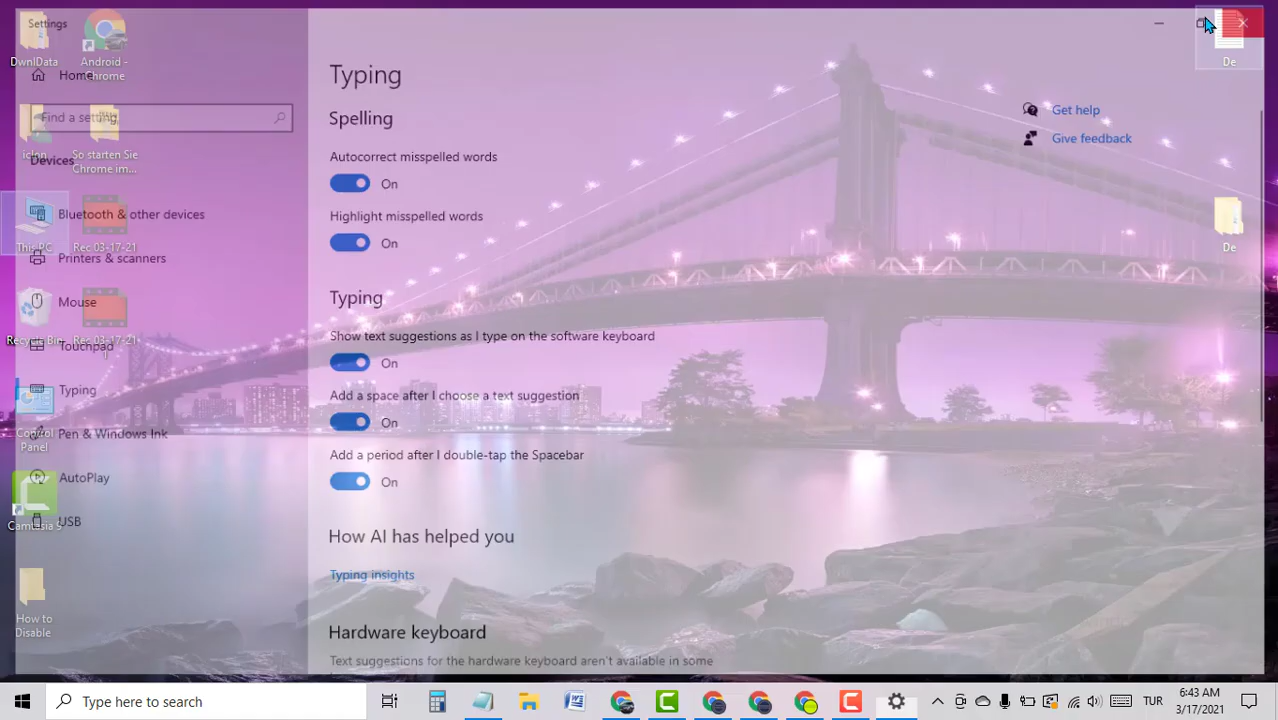 Settings
DwnlData
Android -
Chrome
De
Home
Find a setting
iclon
So starten Sie
Chrome im...
Devices
Bluetooth & other devices
This PC
Rec 03-17-21
Printers & scanners
Mouse
Recycle Bin
Rec 03-17-21
Touchpad
Typing
Control
Panel
Pen & Windows Ink
AutoPlay
Camtasia 9
USB
How to
Disable
Typing
Spelling
Autocorrect misspelled words
On
Highlight misspelled words
On
Typing
Show text suggestions as I type on the software keyboard
On
Add a space after I choose a text suggestion
On
Add a period after I double-tap the Spacebar
On
How AI has helped you
Typing insights
Hardware keyboard
Text suggestions for the hardware keyboard aren't available in some
Get help
Give feedback
De
Type here to search
TUR
6:43 AM
3/17/2021